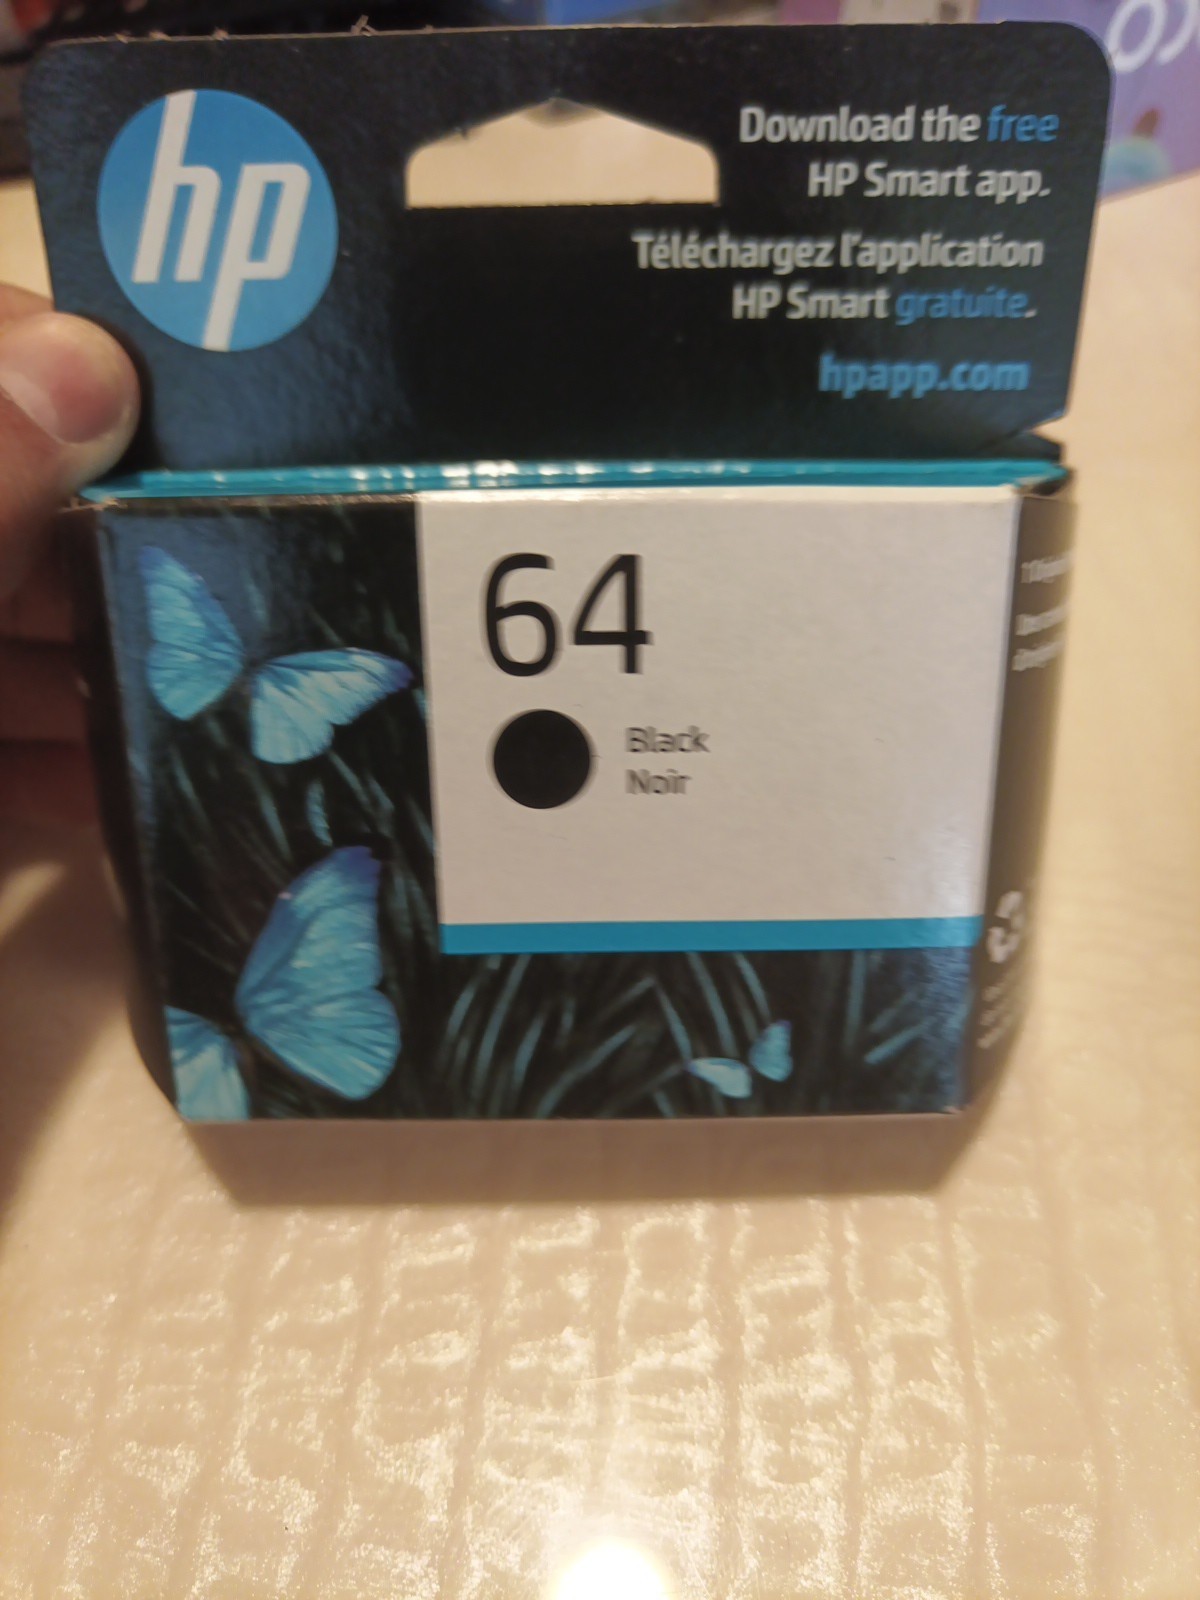 hp
Download the free
HP Smart app.
Téléchargez l'application
HP Smart gratuite.
hpapp.com
64
Black
Noir